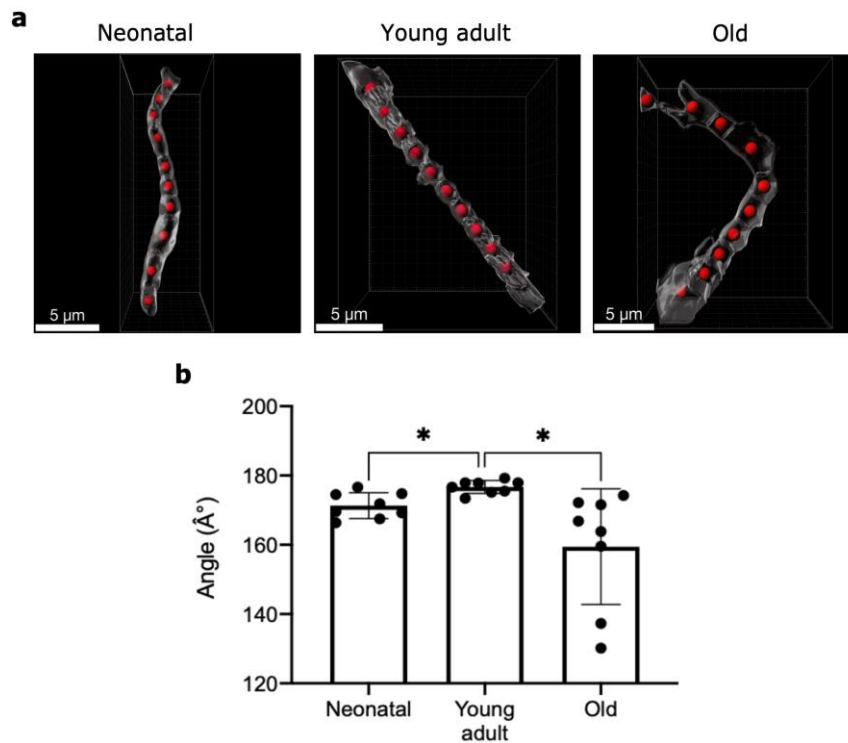 a
Neonatal
Young adult
Old
5 µm
5 µm
5 µm
b
200
180
160
140
120
Angle (Â°)
*
*
Neonatal
Young
adult
Old